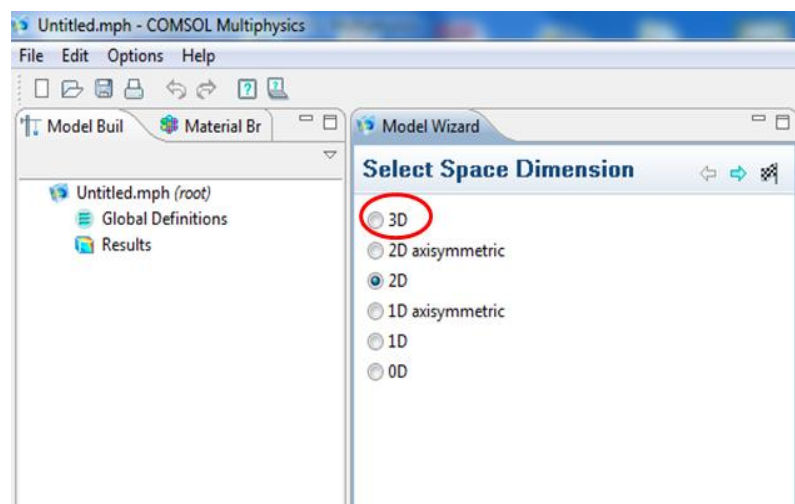 Untitled.mph - COMSOL Multiphysics
File Edit Options Help
Model Buil Material Br Model Wizard
Select Space Dimension
Untitled.mph (root)
Global Definitions
Results
3D
2D axisymmetric
2D
1D axisymmetric
1D
0D